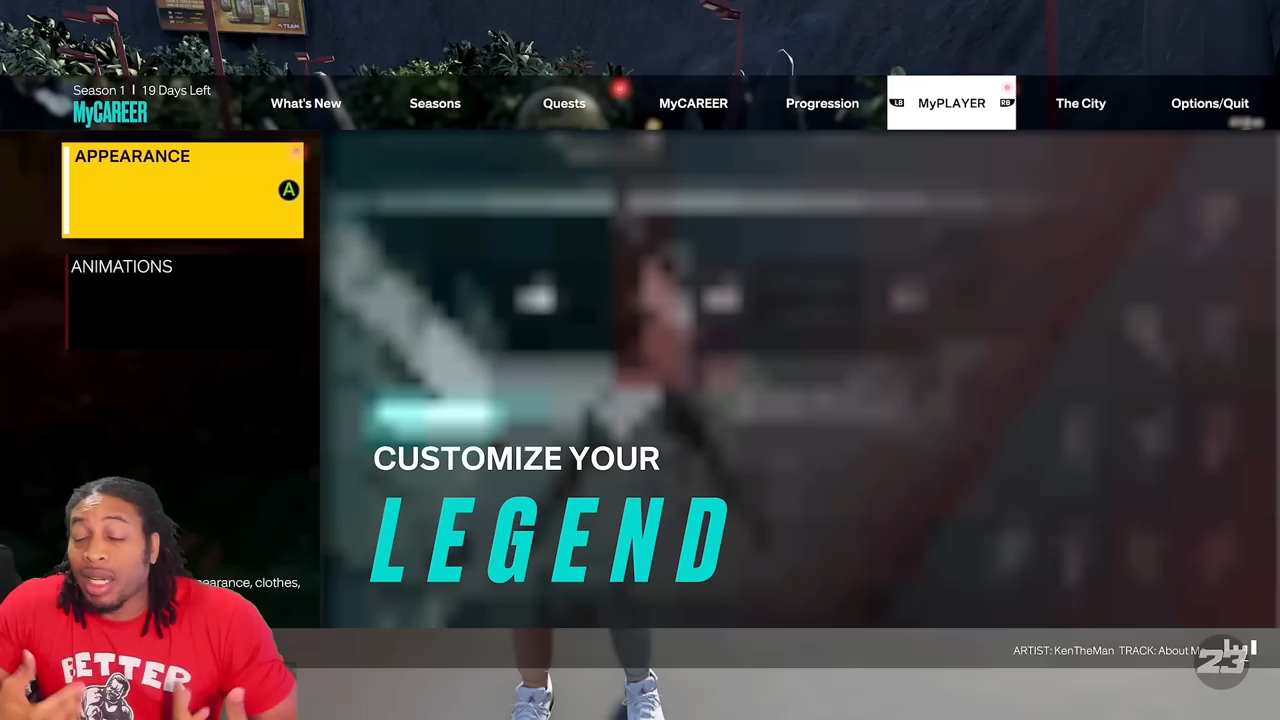 TEAM
Season 1 | 19 Days Left
MyCAREER
What's New
Seasons
Quests
MyCAREER
Progression
LB MyPLAYER RB
The City
Options/Quit
APPEARANCE
A
ANIMATIONS
CUSTOMIZE YOUR
LEGEND
clothes,
BETTER
ARTIST: KenTheMan TRACK: About
23